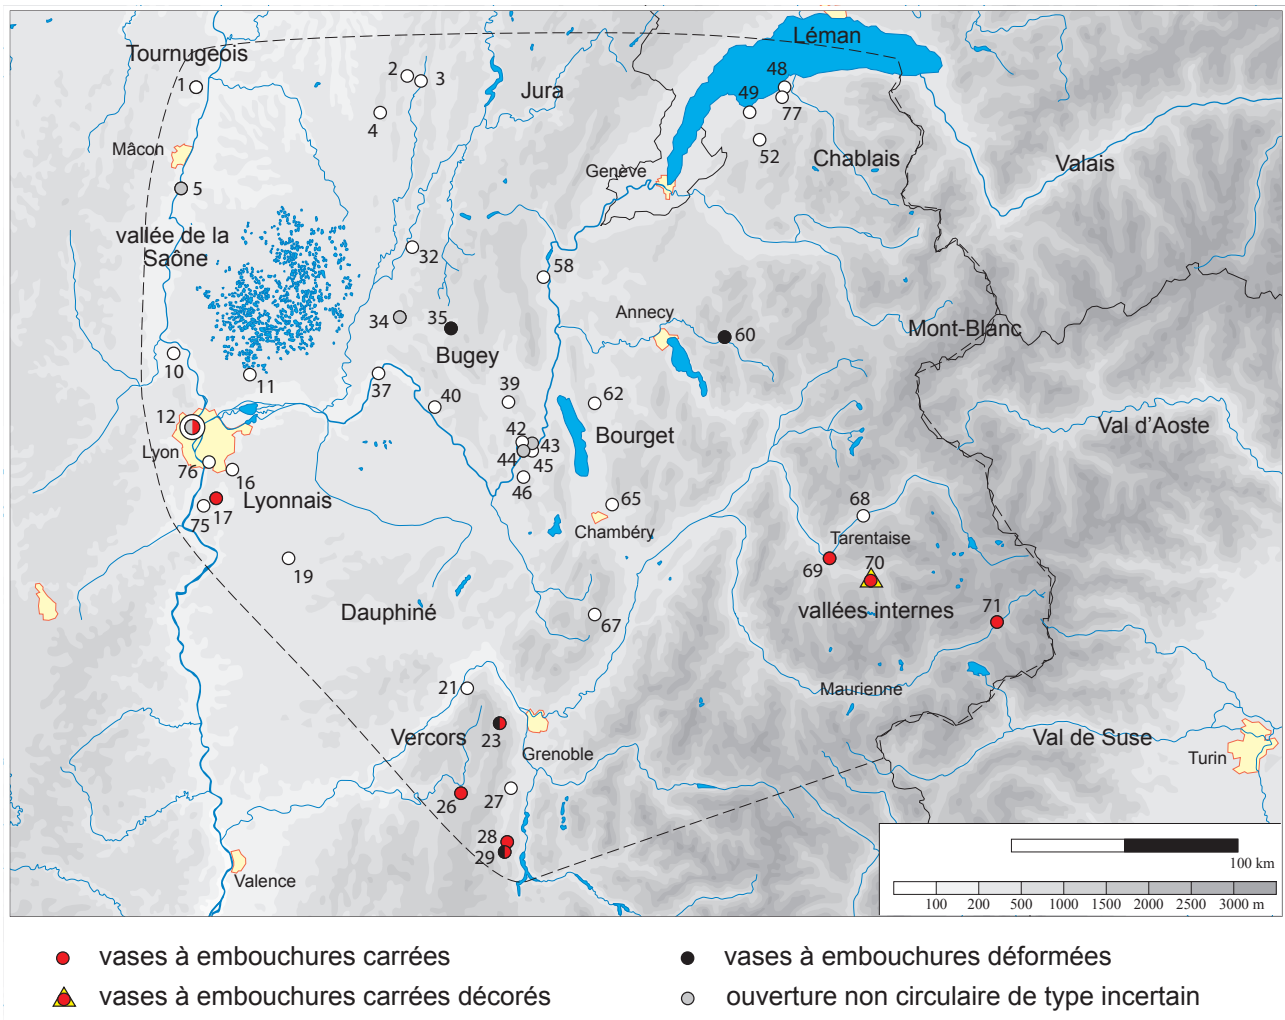 Léman
Tournugeois
48
2
3
1
Jura
49
77
4
Mâcon
52
Chablais
Valais
Genève
5
vallée de la
Saône
32
58
Annecy
34
35
Mont-Blanc
60
10
Bugey
11
37
39
40
62
12
42
Val d'Aoste
Bourget
43
Lyon
44
45
76
16
46
65
68
75
17
Lyonnais
Chambéry
Tarentaise
19
69
70
Dauphiné
vallées internes
71
67
21
Maurienne
Vercors
23
Grenoble
Val de Suse
Turin
26
27
28
29
100 km
Valence
100 200 500 1000 1500 2000 2500 3000 m
vases à embouchures carrées
vases à embouchures déformées
vases à embouchures carrées décorés
ouverture non circulaire de type incertain